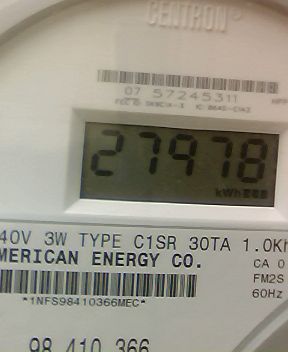 CENTRON®
07 57245311
27978
kWh
40V 3W TYPE C1SR 30TA 1.0Kh
MERICAN ENERGY CO.
CA 0
FM2S
60Hz
*1NFS98410366MEC*
98 410 366